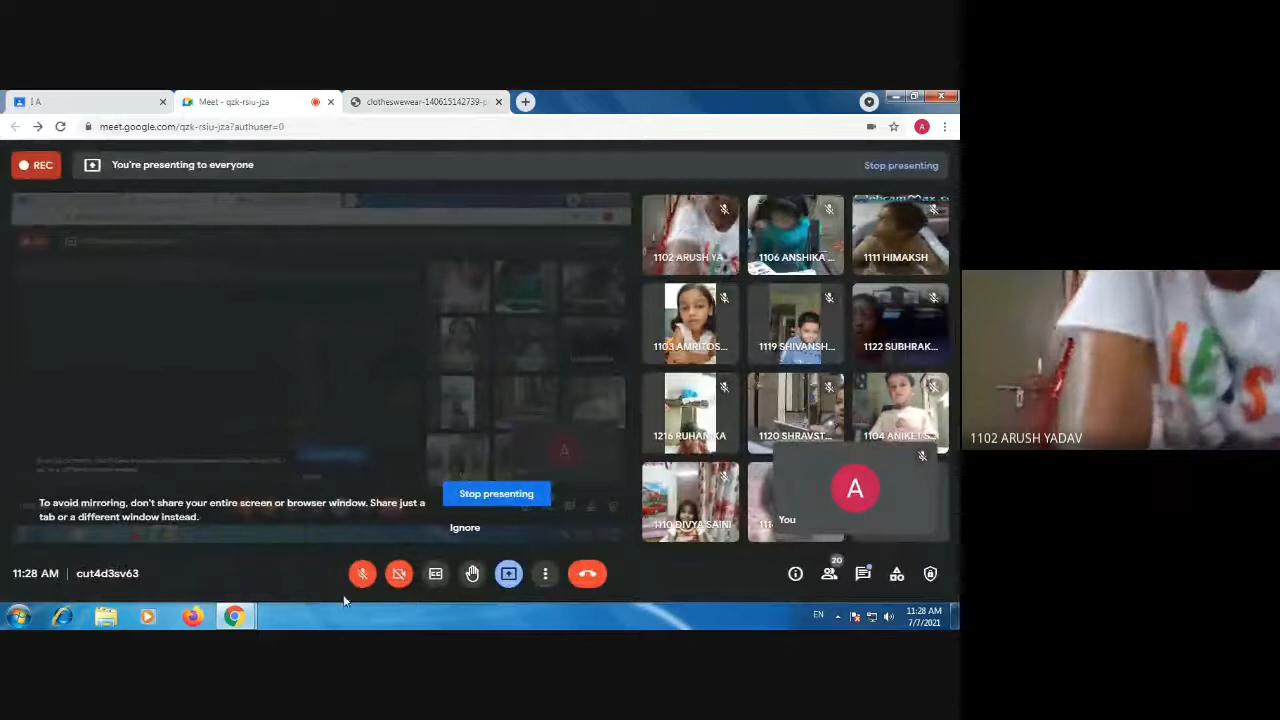 I A
Meet - qzk-rsiu-jza
clotheswewear-140615142739-p
meet.google.com/qzk-rsiu-jza?authuser=0
REC
You're presenting to everyone
Stop presenting
1102 ARUSH YA
1106 ANSHIKA ...
1111 HIMAKSH
1103 AMRITOS...
1119 SHIVANSH...
1122 SUBHRAK...
1216 RUHANIKA
1120 SHRAVST...
1104 ANIKET S...
1102 ARUSH YADAV
A
You
1110 DIVYA SAINI
To avoid mirroring, don't share your entire screen or browser window. Share just a
tab or a different window instead.
Stop presenting
Ignore
11:28 AM | cut4d3sv63
20
EN
11:28 AM
7/7/2021